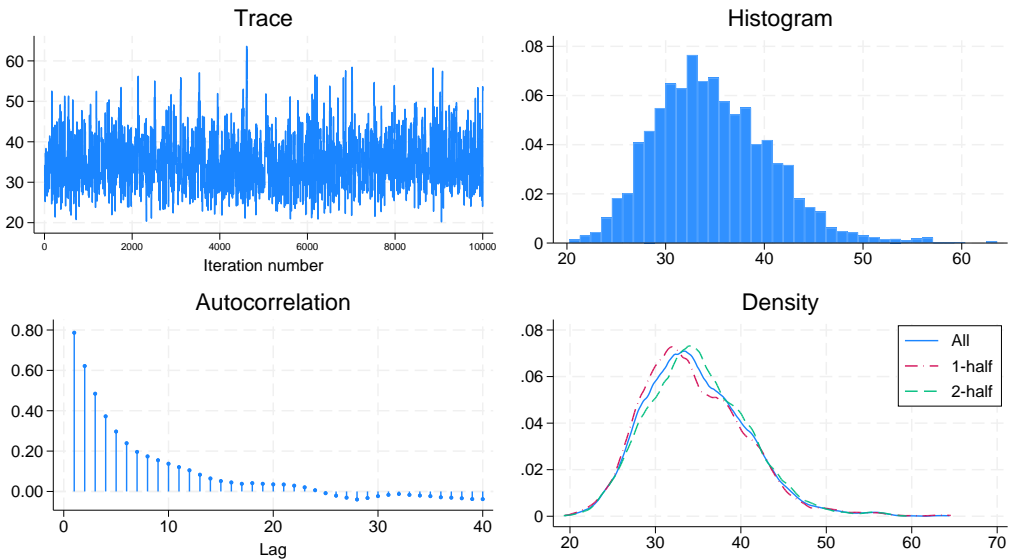 Trace
60
50
40
30
20
0 2000 4000 6000 8000 10000
Iteration number
Histogram
.08
.06
.04
.02
0
20 30 40 50 60
Autocorrelation
0.80
0.60
0.40
0.20
0.00
0 10 20 30 40
Lag
Density
.08
.06
.04
.02
0
20 30 40 50 60 70
All
1-half
2-half